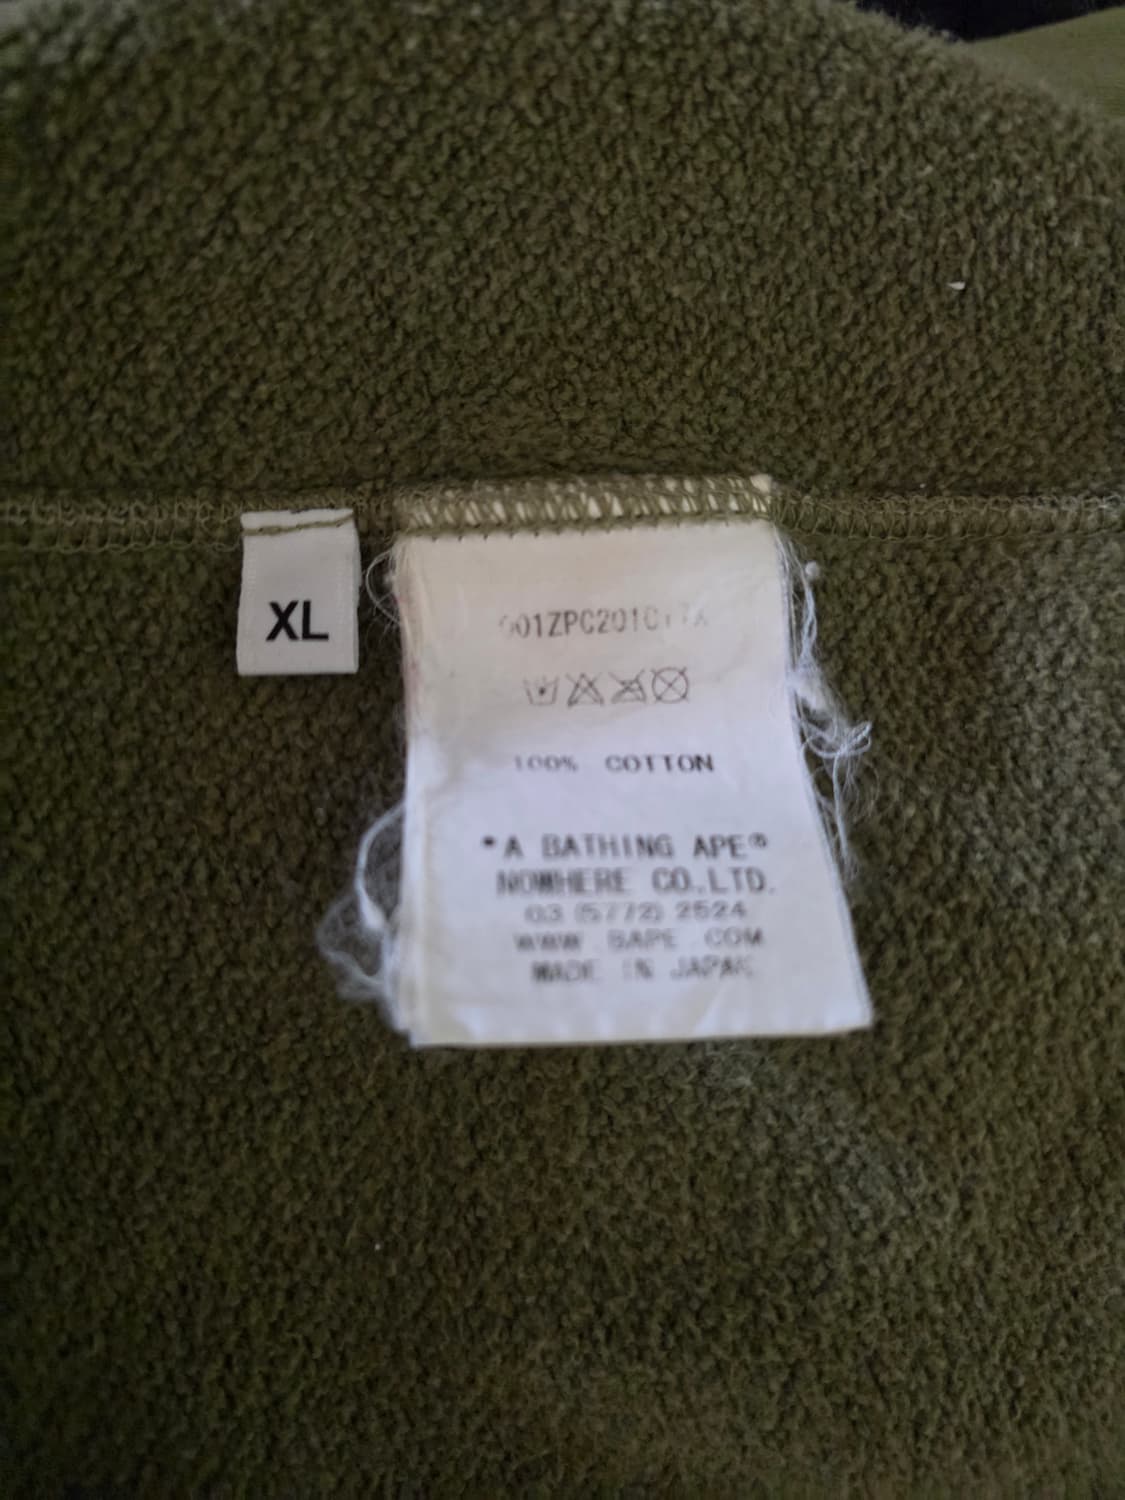 XL
100% COTTON
*A BATHING APE®
NOWHERE CO.,LTD.
03 (5772) 2524
WWW BAPE COM
MADE IN JAPAN